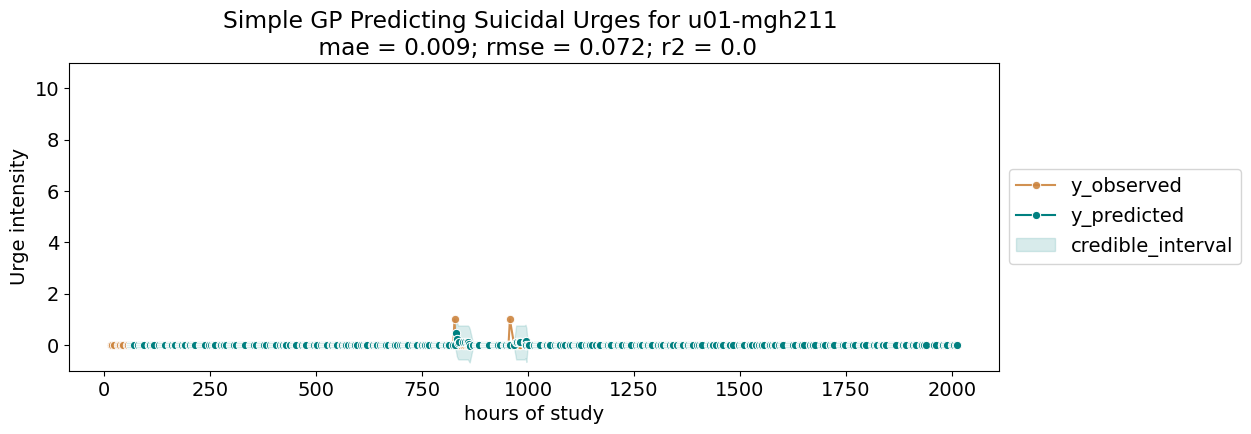 Simple GP Predicting Suicidal Urges for u01-mgh211
mae = 0.009; rmse = 0.072; r2 = 0.0
Urge intensity
10
8
6
4
2
0
0 250 500 750 1000 1250 1500 1750 2000
hours of study
y_observed
y_predicted
credible_interval